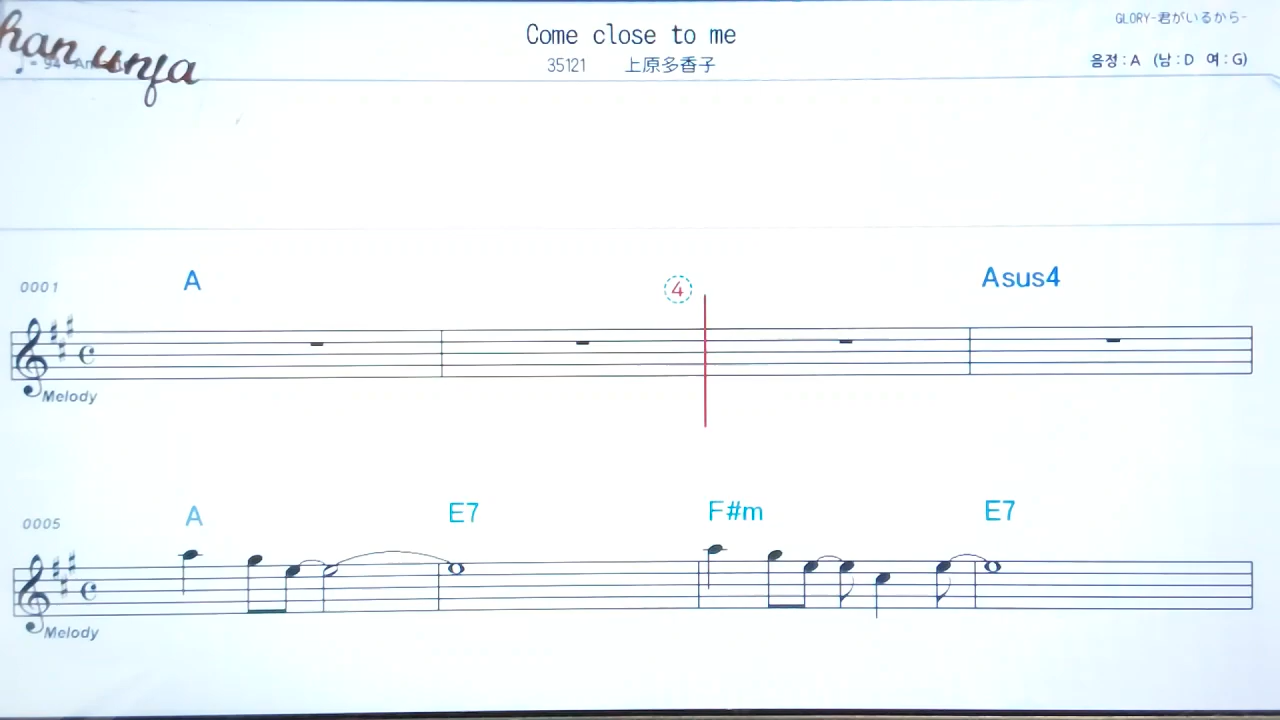 GLORY-君がいるから-
Come close to me
35121 上原多香子
음정:A (남:D 여:G)
han unfa
0001 A 4 Asus4
Melody
0005 A E7 F#m E7
Melody